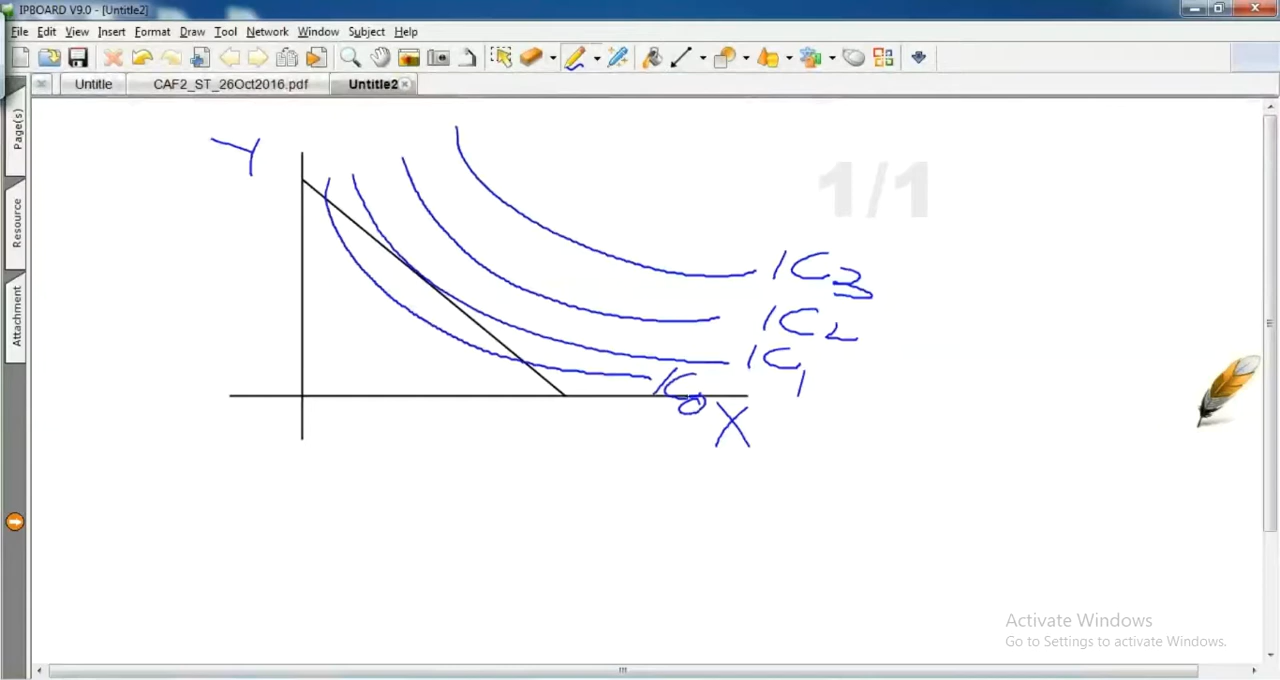 IPBOARD V9.0 - [Untitle2]
File Edit View Insert Format Draw Tool Network Window Subject Help
Untitle CAF2_ST_26Oct2016.pdf Untitle2
Page(s)
Resource
Attachment
1/1
Y
IC3
IC2
IC1
IC0
X
Activate Windows
Go to Settings to activate Windows.